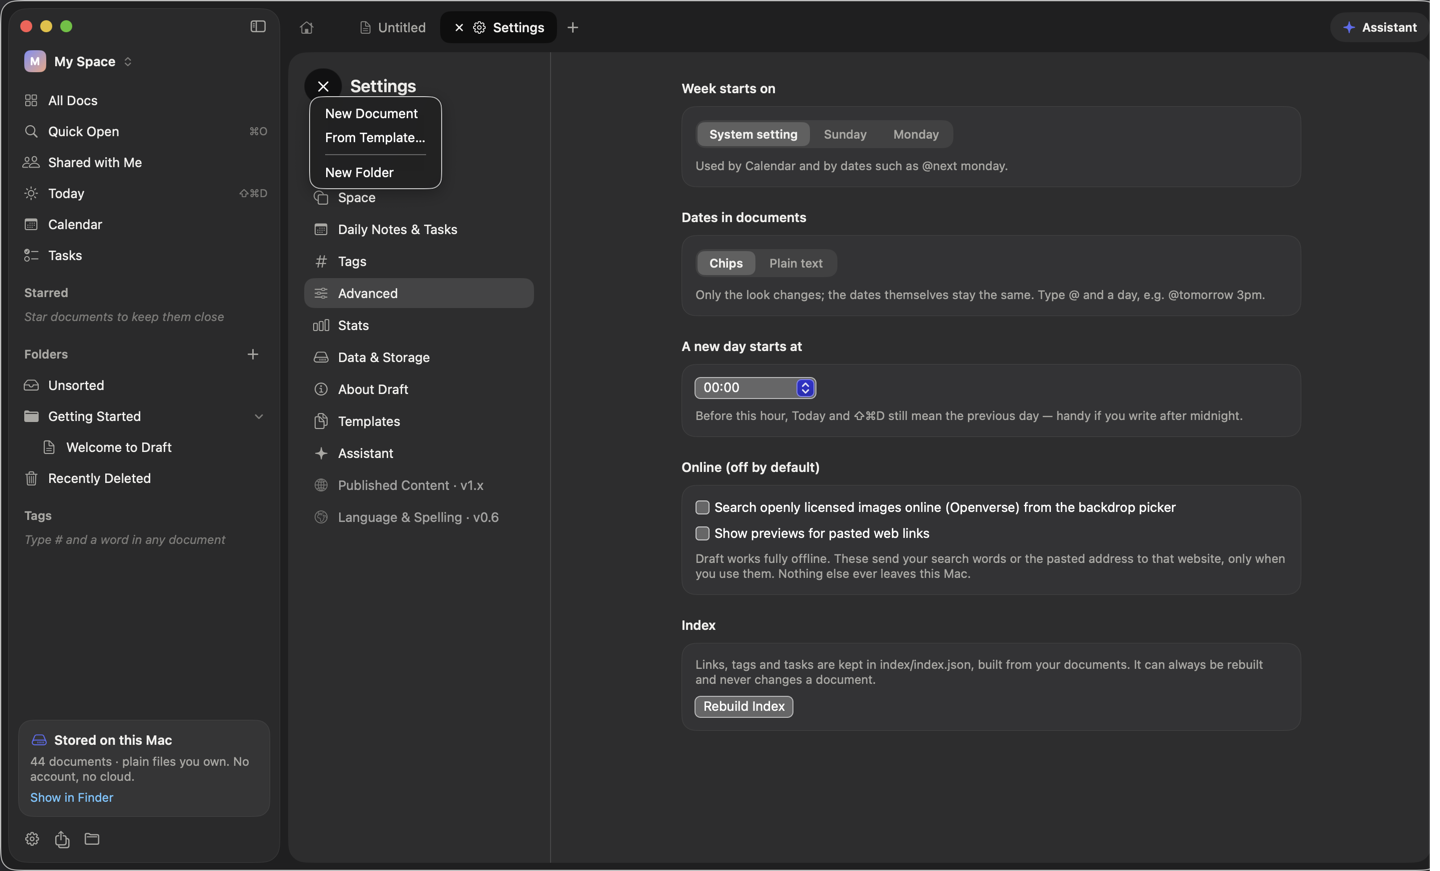 Untitled
Settings
Assistant
M My Space
All Docs
Quick Open ⌘O
Shared with Me
Today ⇧⌘D
Calendar
Tasks
Starred
Star documents to keep them close
Folders
Unsorted
Getting Started
Welcome to Draft
Recently Deleted
Tags
Type # and a word in any document
Stored on this Mac
44 documents · plain files you own. No
account, no cloud.
Show in Finder
Settings
New Document
From Template...
New Folder
Space
Daily Notes & Tasks
Tags
Advanced
Stats
Data & Storage
About Draft
Templates
Assistant
Published Content · v1.x
Language & Spelling · v0.6
Week starts on
System setting Sunday Monday
Used by Calendar and by dates such as @next monday.
Dates in documents
Chips Plain text
Only the look changes; the dates themselves stay the same. Type @ and a day, e.g. @tomorrow 3pm.
A new day starts at
00:00
Before this hour, Today and ⇧⌘D still mean the previous day — handy if you write after midnight.
Online (off by default)
Search openly licensed images online (Openverse) from the backdrop picker
Show previews for pasted web links
Draft works fully offline. These send your search words or the pasted address to that website, only when
you use them. Nothing else ever leaves this Mac.
Index
Links, tags and tasks are kept in index/index.json, built from your documents. It can always be rebuilt
and never changes a document.
Rebuild Index